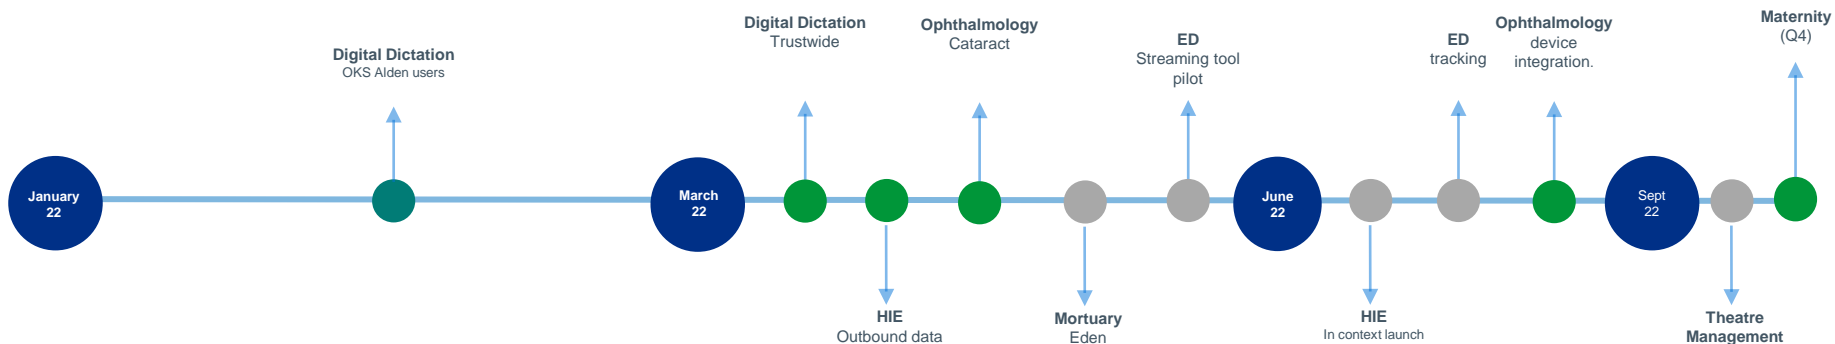 January
22
Digital Dictation
OKS Alden users
March
22
Digital Dictation
Trustwide
HIE
Outbound data
Ophthalmology
Cataract
Mortuary
Eden
ED
Streaming tool
pilot
June
22
HIE
In context launch
ED
tracking
Ophthalmology
device
integration.
Sept
22
Theatre
Management
Maternity
(Q4)